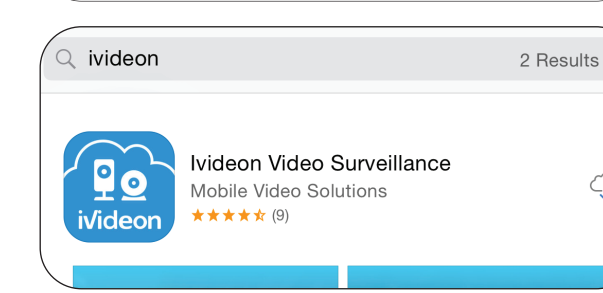 ivideon
2 Results
Ivideon Video Surveillance
Mobile Video Solutions
(9)
iVideon